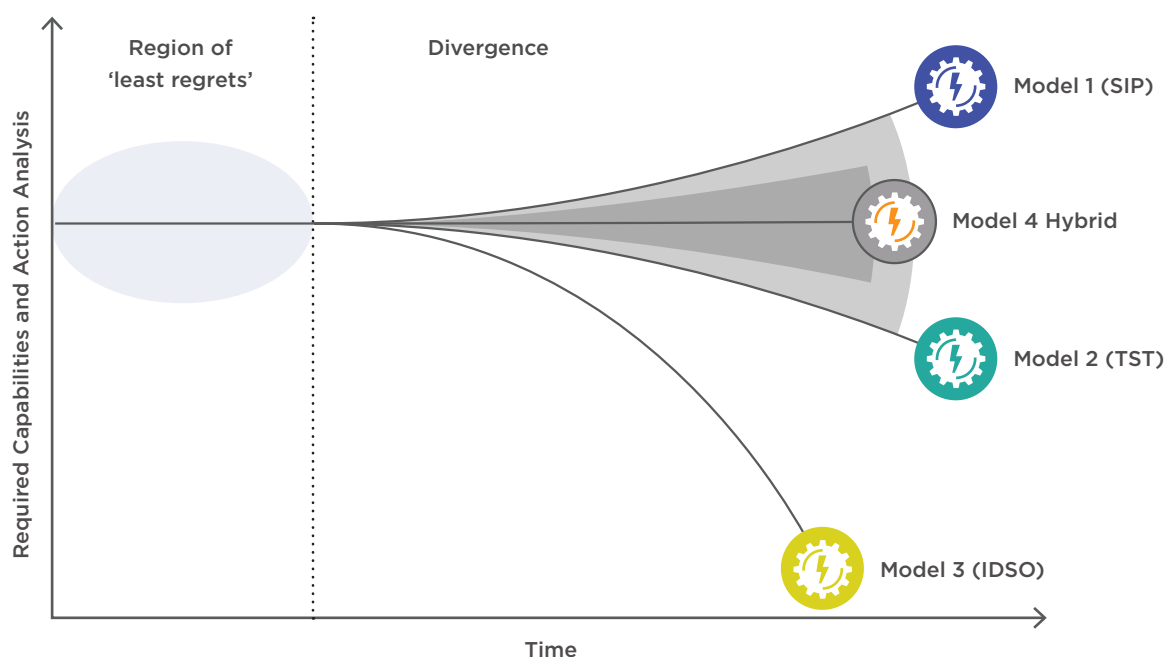 Region of
‘least regrets’
Divergence
Model 1 (SIP)
Model 4 Hybrid
Model 2 (TST)
Model 3 (IDSO)
Required Capabilities and Action Analysis
Time